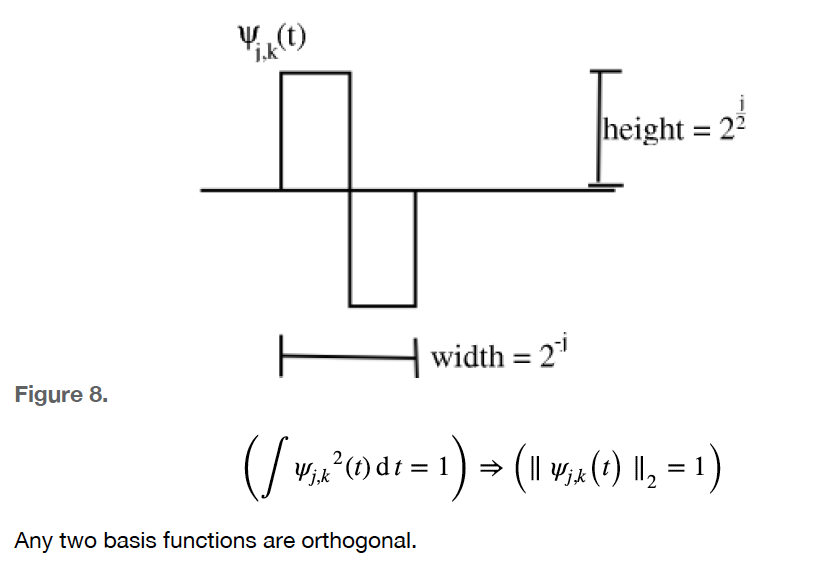 ψj,k(t)
height = 2^(j/2)
width = 2^-j
Figure 8.
(∫ ψj,k²(t) dt = 1) ⇒ (‖ ψj,k(t) ‖₂ = 1)
Any two basis functions are orthogonal.